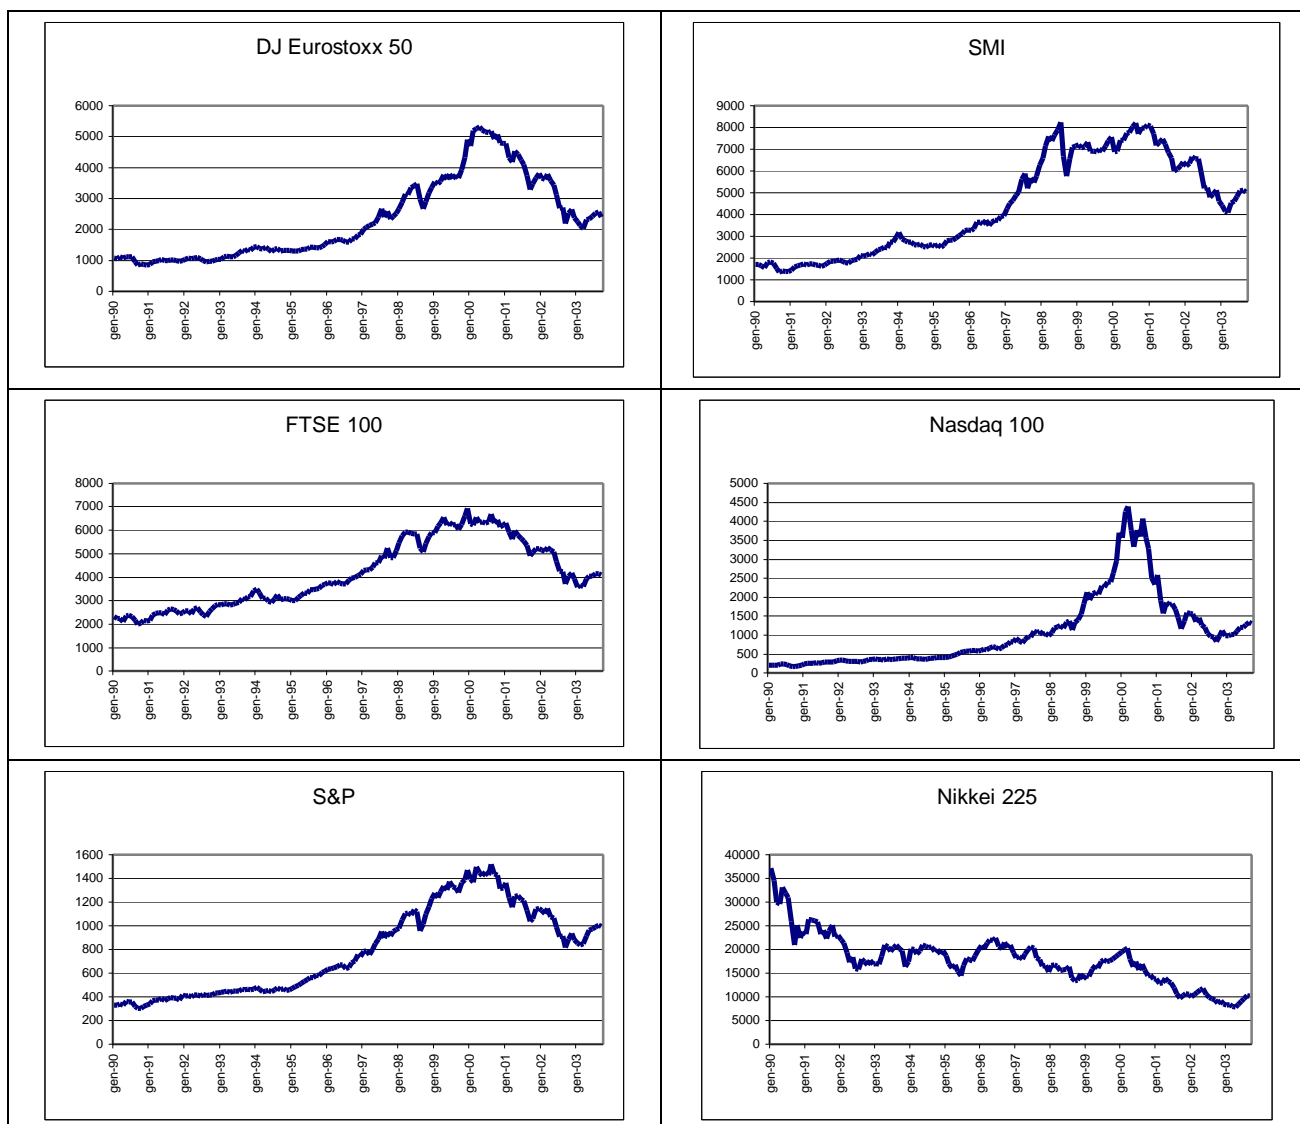 DJ Eurostoxx 50
6000
5000
4000
3000
2000
1000
0
gen-90
gen-91
gen-92
gen-93
gen-94
gen-95
gen-96
gen-97
gen-98
gen-99
gen-00
gen-01
gen-02
gen-03
SMI
9000
8000
7000
6000
5000
4000
3000
2000
1000
0
gen-90
gen-91
gen-92
gen-93
gen-94
gen-95
gen-96
gen-97
gen-98
gen-99
gen-00
gen-01
gen-02
gen-03
FTSE 100
8000
7000
6000
5000
4000
3000
2000
1000
0
gen-90
gen-91
gen-92
gen-93
gen-94
gen-95
gen-96
gen-97
gen-98
gen-99
gen-00
gen-01
gen-02
gen-03
Nasdaq 100
5000
4500
4000
3500
3000
2500
2000
1500
1000
500
0
gen-90
gen-91
gen-92
gen-93
gen-94
gen-95
gen-96
gen-97
gen-98
gen-99
gen-00
gen-01
gen-02
gen-03
S&P
1600
1400
1200
1000
800
600
400
200
0
gen-90
gen-91
gen-92
gen-93
gen-94
gen-95
gen-96
gen-97
gen-98
gen-99
gen-00
gen-01
gen-02
gen-03
Nikkei 225
40000
35000
30000
25000
20000
15000
10000
5000
0
gen-90
gen-91
gen-92
gen-93
gen-94
gen-95
gen-96
gen-97
gen-98
gen-99
gen-00
gen-01
gen-02
gen-03